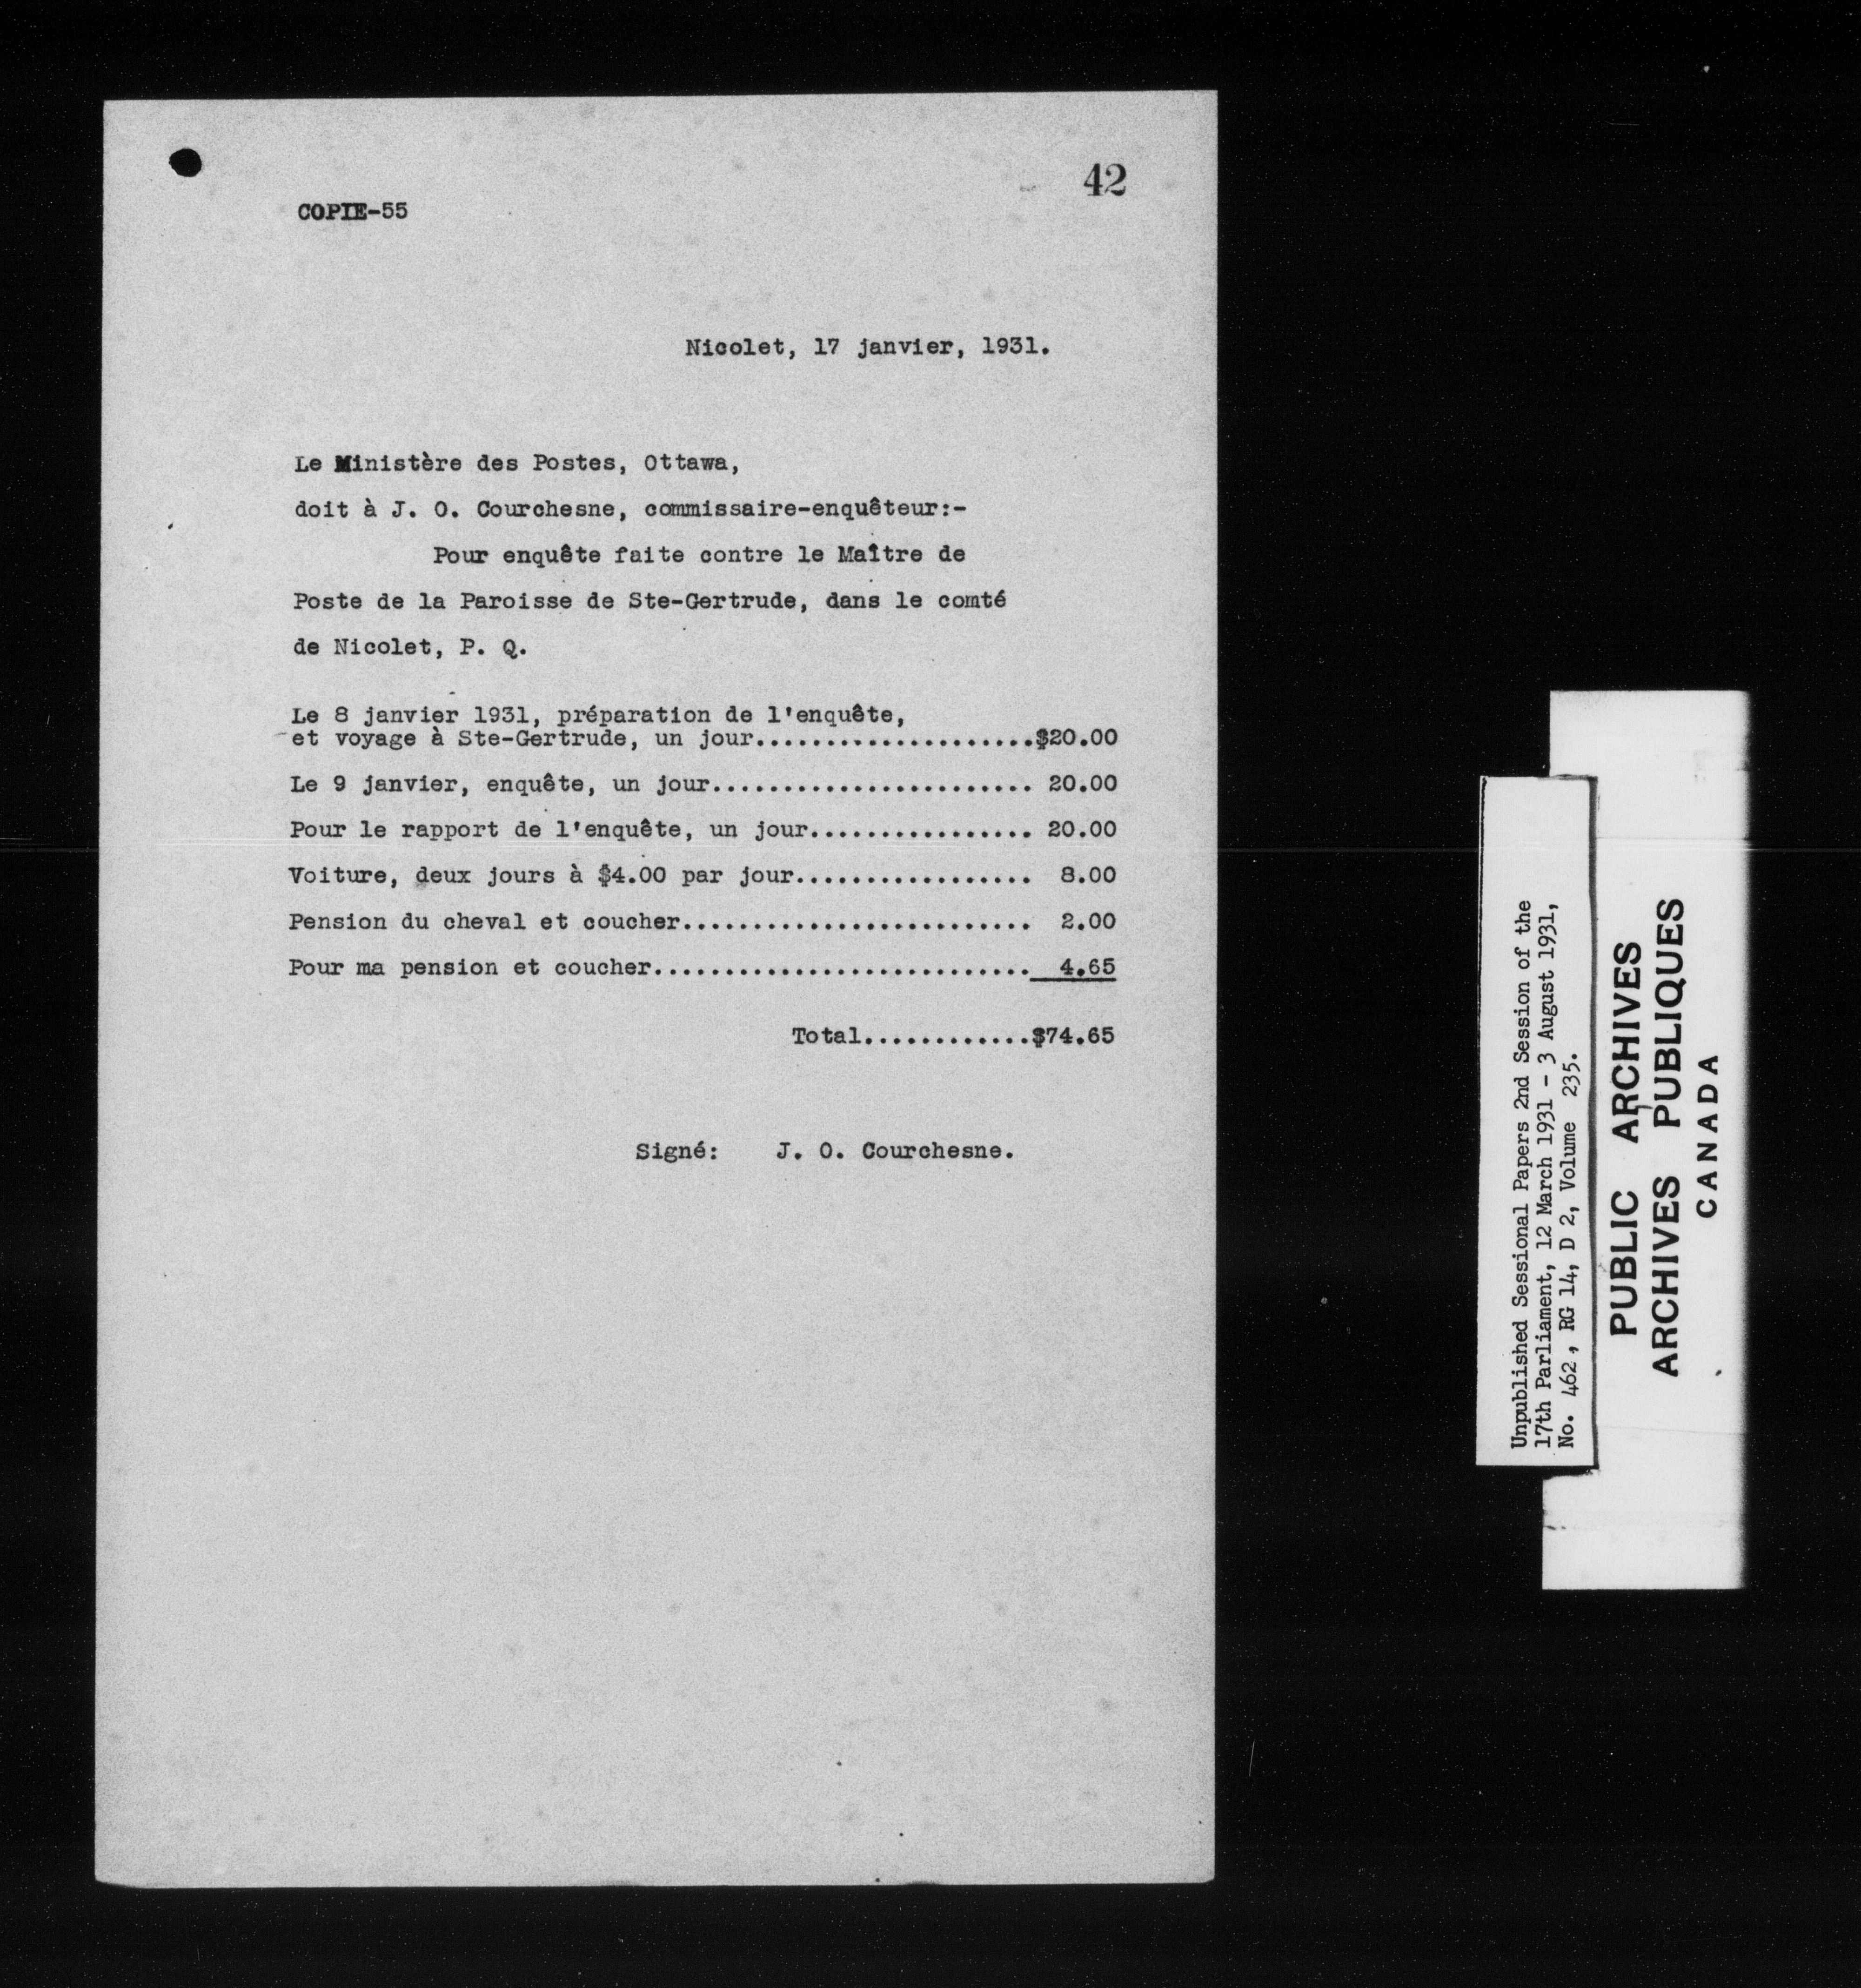 42
COPIE-55
Nicolet, 17 janvier, 1931.
Le Ministère des Postes, Ottawa,
doit à J. O. Courchesne, commissaire-enquêteur:-
Pour enquête faite contre le Maître de
Poste de la Paroisse de Ste-Gertrude, dans le comté
de Nicolet, P. Q.
Le 8 janvier 1931, préparation de l'enquête,
et voyage à Ste-Gertrude, un jour....................$20.00
Le 9 janvier, enquête, un jour....................... 20.00
Pour le rapport de l'enquête, un jour................ 20.00
Voiture, deux jours à $4.00 par jour................. 8.00
Pension du cheval et coucher......................... 2.00
Pour ma pension et coucher........................... 4.65
Total............$74.65
Signé: J. O. Courchesne.
Unpublished Sessional Papers 2nd Session of the
17th Parliament, 12 March 1931 - 3 August 1931,
No. 462, RG 14, D 2, Volume 235.
PUBLIC ARCHIVES
ARCHIVES PUBLIQUES
CANADA